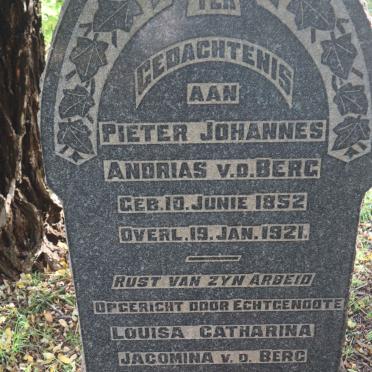 TER
GEDACHTENIS
AAN
PIETER JOHANNES
ANDRIAS V.D. BERG
GEB. 10. JUNIE 1852
OVERL. 19. JAN. 1921.
RUST VAN ZYN ARBEID
OPGERICHT DOOR ECHTGENOOTE
LOUISA CATHARINA
JACOMINA V. D. BERG